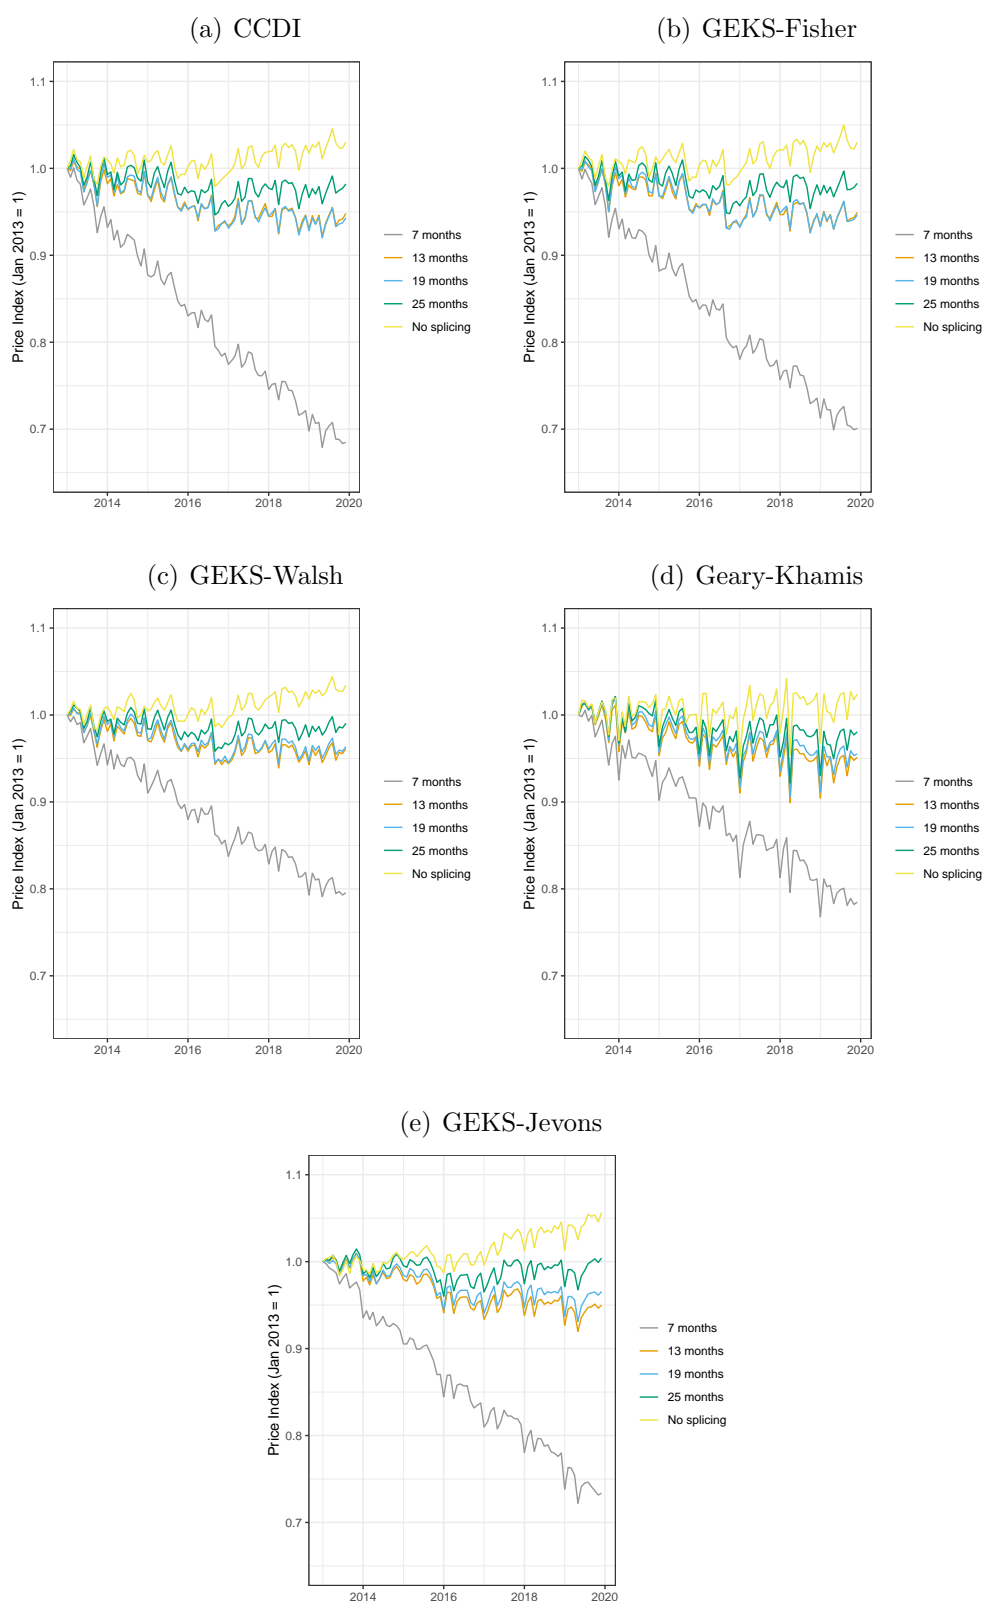 (a) CCDI
Price Index (Jan 2013 = 1)
1.1
1.0
0.9
0.8
0.7
2014 2016 2018 2020
7 months
13 months
19 months
25 months
No splicing
(b) GEKS-Fisher
Price Index (Jan 2013 = 1)
1.1
1.0
0.9
0.8
0.7
2014 2016 2018 2020
7 months
13 months
19 months
25 months
No splicing
(c) GEKS-Walsh
Price Index (Jan 2013 = 1)
1.1
1.0
0.9
0.8
0.7
2014 2016 2018 2020
7 months
13 months
19 months
25 months
No splicing
(d) Geary-Khamis
Price Index (Jan 2013 = 1)
1.1
1.0
0.9
0.8
0.7
2014 2016 2018 2020
7 months
13 months
19 months
25 months
No splicing
(e) GEKS-Jevons
Price Index (Jan 2013 = 1)
1.1
1.0
0.9
0.8
0.7
2014 2016 2018 2020
7 months
13 months
19 months
25 months
No splicing